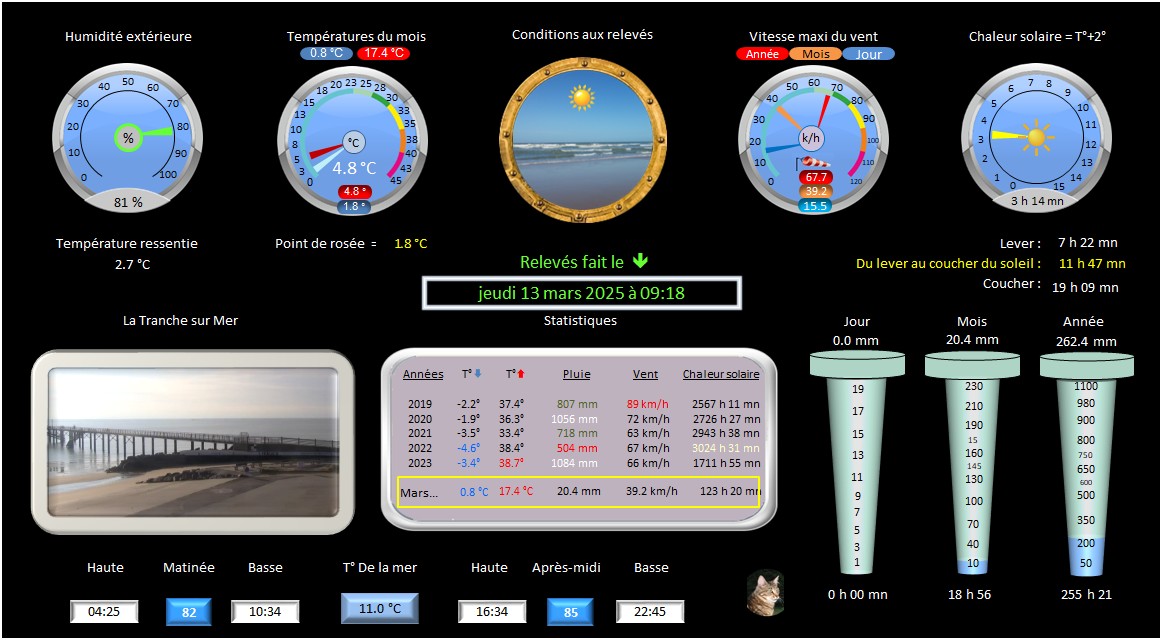 Humidité extérieure
0 10 20 30 40 50 60 70 80 90 100
%
81 %
Températures du mois
0.8 °C 17.4 °C
0 3 5 8 10 13 15 18 20 23 25 28 30 33 35 38 40 43 45
°C
4.8 °C
4.8 °
1.8 °
Conditions aux relevés
Vitesse maxi du vent
Année Mois Jour
0 10 20 30 40 50 60 70 80 90 100 110 120
k/h
67.7
39.2
15.5
Chaleur solaire = T°+2°
0 1 2 3 4 5 6 7 8 9 10 11 12 13 14 15
3 h 14 mn
Température ressentie
2.7 °C
Point de rosée = 1.8 °C
Relevés fait le
jeudi 13 mars 2025 à 09:18
Lever : 7 h 22 mn
Du lever au coucher du soleil : 11 h 47 mn
Coucher : 19 h 09 mn
La Tranche sur Mer
Statistiques
Années T° T° Pluie Vent Chaleur solaire
2019 -2.2° 37.4° 807 mm 89 km/h 2567 h 11 mn
2020 -1.9° 36.3° 1056 mm 72 km/h 2726 h 27 mn
2021 -3.5° 33.4° 718 mm 63 km/h 2943 h 38 mn
2022 -4.6° 38.4° 504 mm 67 km/h 3024 h 31 mn
2023 -3.4° 38.7° 1084 mm 66 km/h 1711 h 55 mn
Mars... 0.8 °C 17.4 °C 20.4 mm 39.2 km/h 123 h 20 mn
Jour
0.0 mm
19
17
15
13
11
9
7
5
3
1
0 h 00 mn
Mois
20.4 mm
230
210
190
15
160
145
130
100
70
40
10
18 h 56
Année
262.4 mm
1100
980
900
800
750
650
600
500
350
200
50
255 h 21
Haute Matinée Basse
04:25 82 10:34
T° De la mer
11.0 °C
Haute Après-midi Basse
16:34 85 22:45